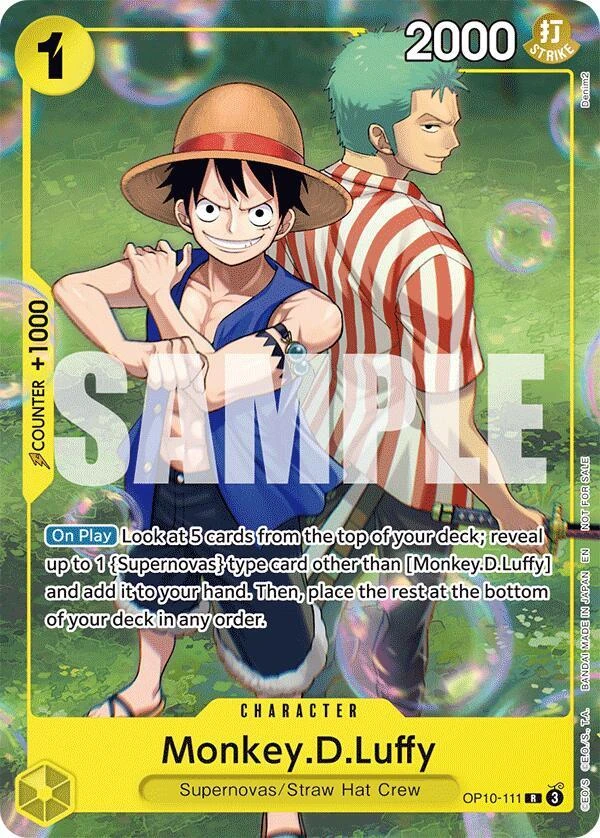 1
2000
打
STRIKE
Denim2
COUNTER +1000
SAMPLE
On Play Look at 5 cards from the top of your deck; reveal
up to 1 {Supernovas} type card other than [Monkey.D.Luffy]
and add it to your hand. Then, place the rest at the bottom
of your deck in any order.
©E.O./S., T.A. BANDAI MADE IN JAPAN EN NOT FOR SALE
CHARACTER
Monkey.D.Luffy
Supernovas/Straw Hat Crew
OP10-111 R 3